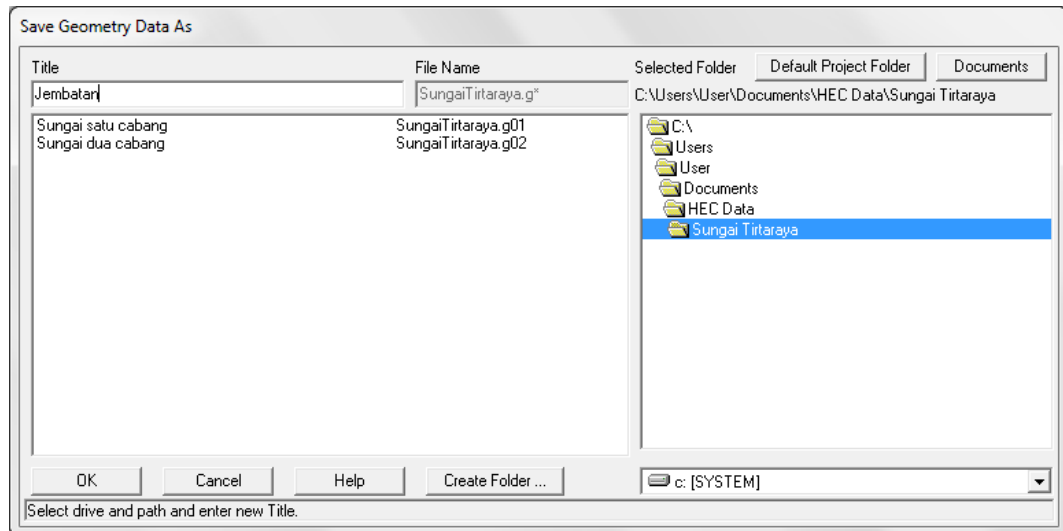 Save Geometry Data As
Title File Name Selected Folder Default Project Folder Documents
Jembatan SungaiTirtaraya.g* C:\Users\User\Documents\HEC Data\Sungai Tirtaraya
Sungai satu cabang SungaiTirtaraya.g01
Sungai dua cabang SungaiTirtaraya.g02
C:\
Users
User
Documents
HEC Data
Sungai Tirtaraya
OK Cancel Help Create Folder ... c: [SYSTEM]
Select drive and path and enter new Title.